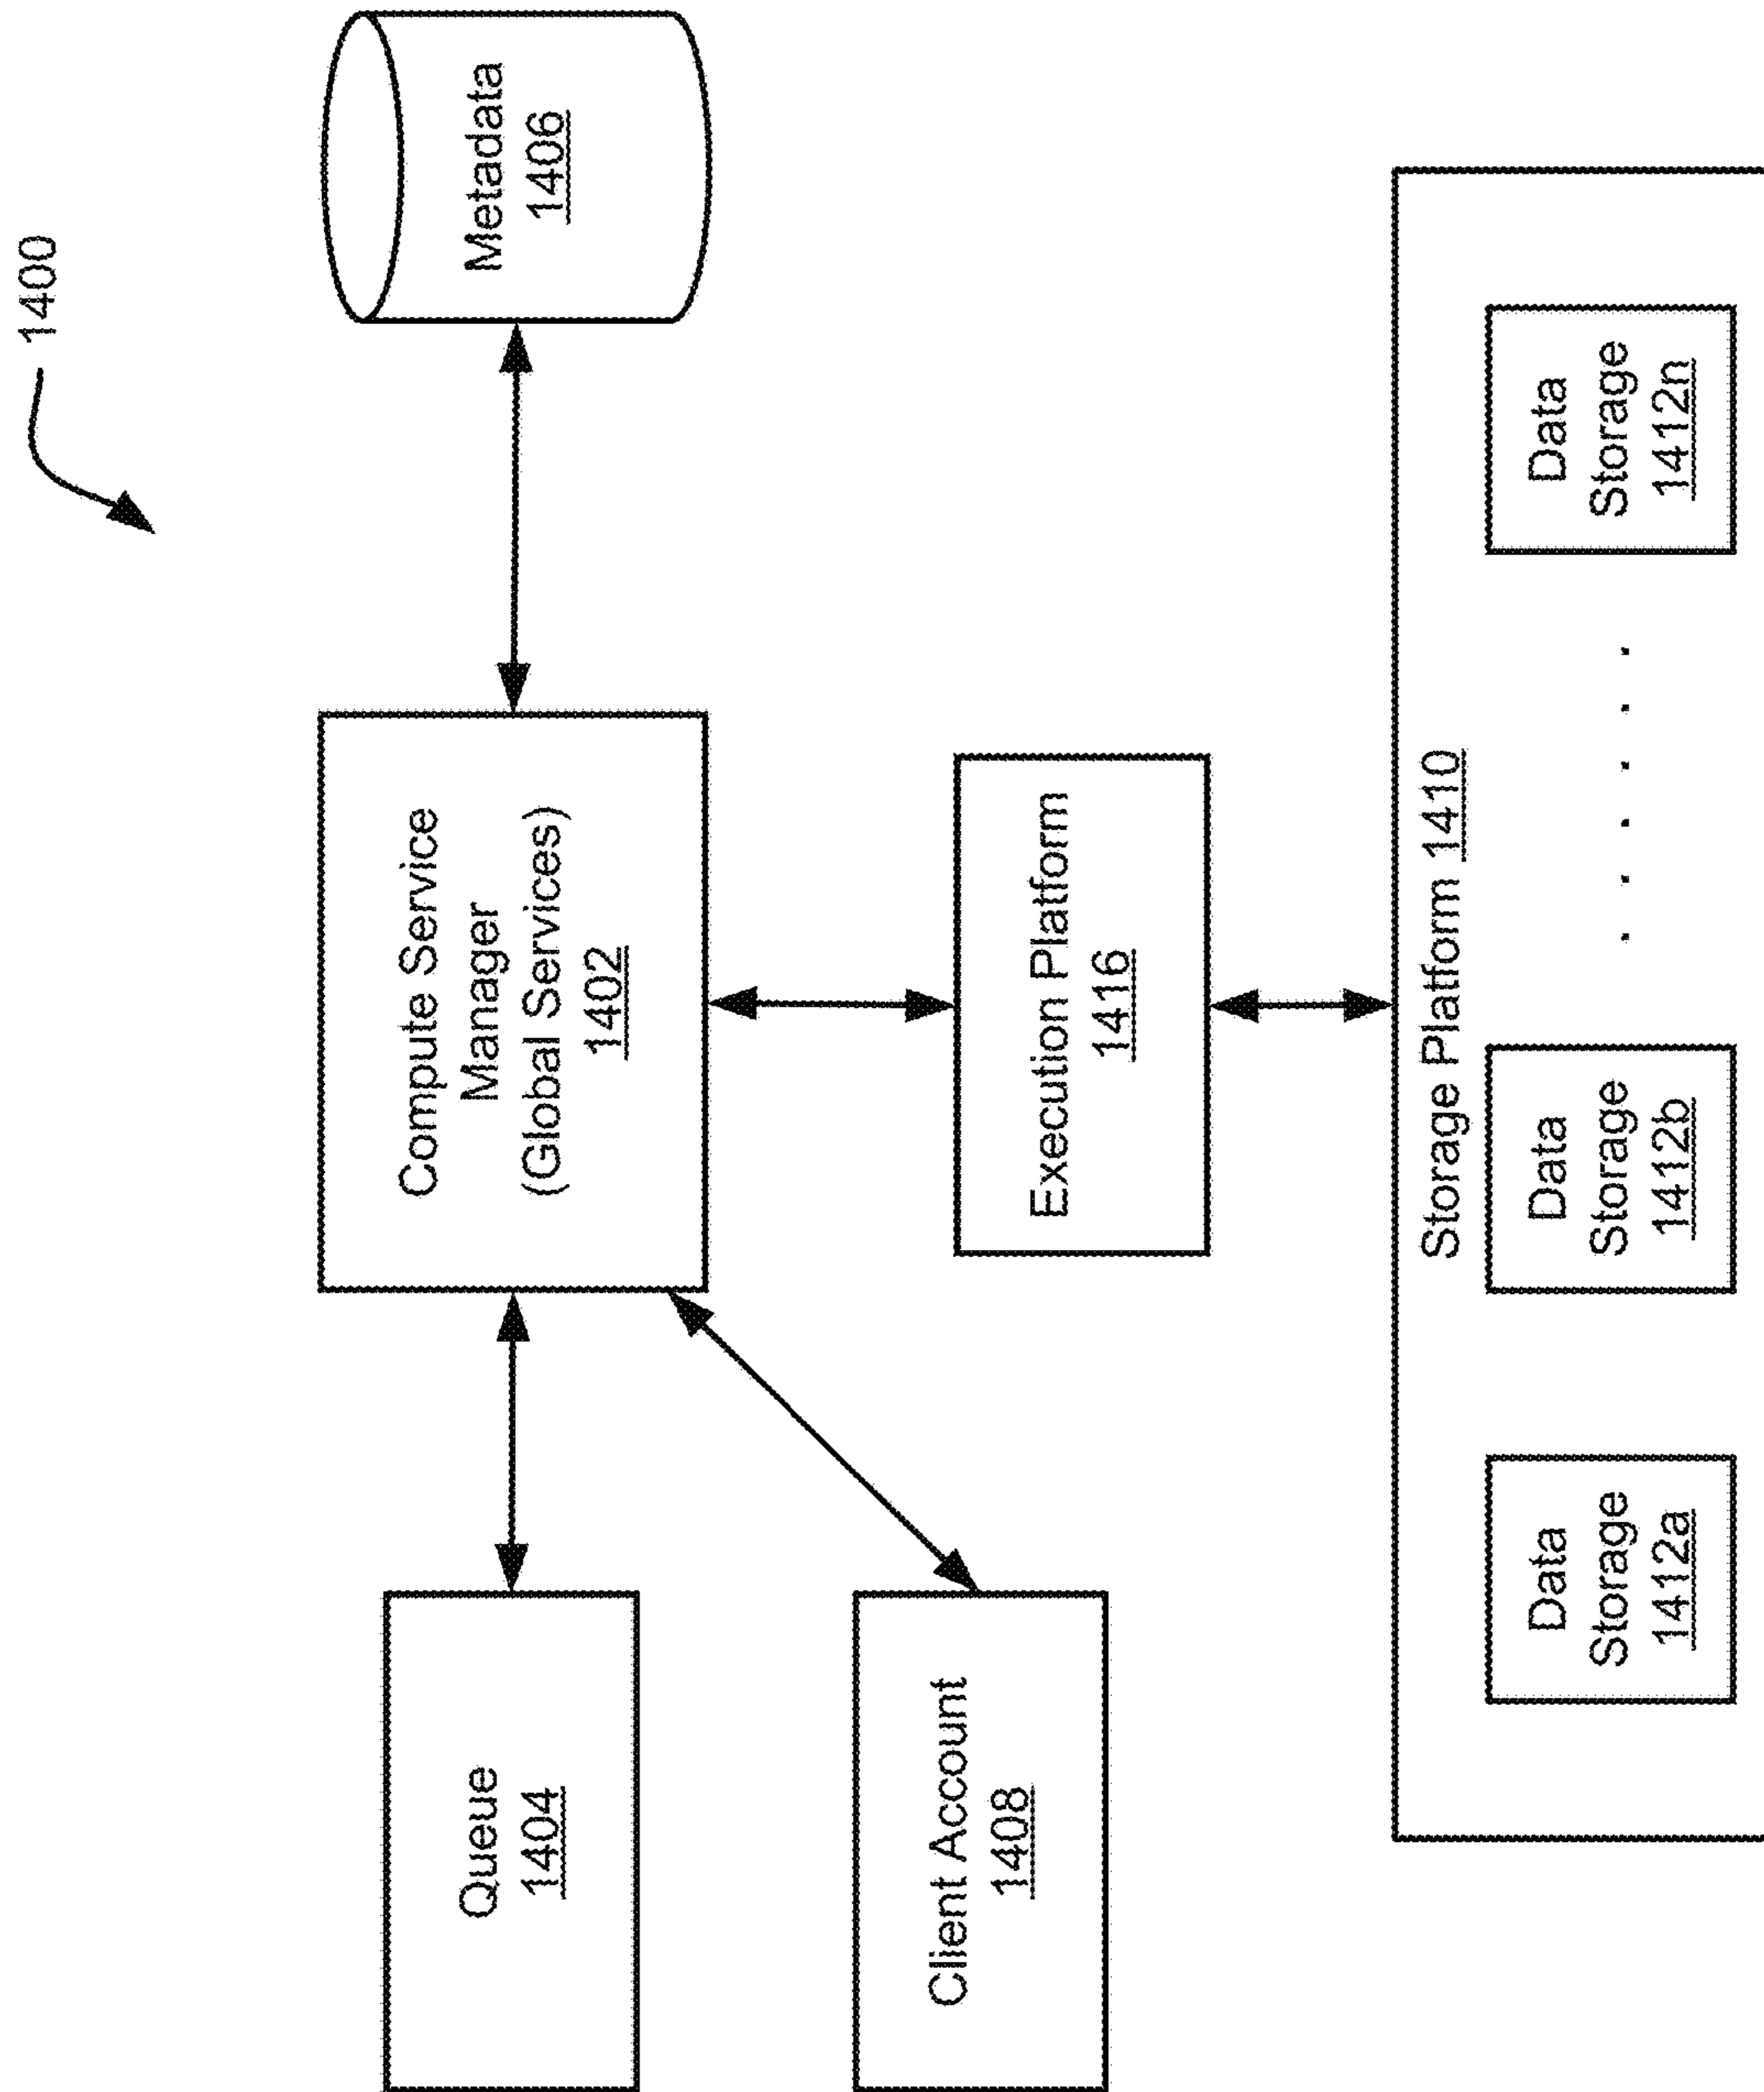 1400
Queue
1404
Compute Service
Manager
(Global Services)
1402
Metadata
1406
Client Account
1408
Execution Platform
1416
Storage Platform 1410
Data
Storage
1412a
Data
Storage
1412b
. . . . . .
Data
Storage
1412n